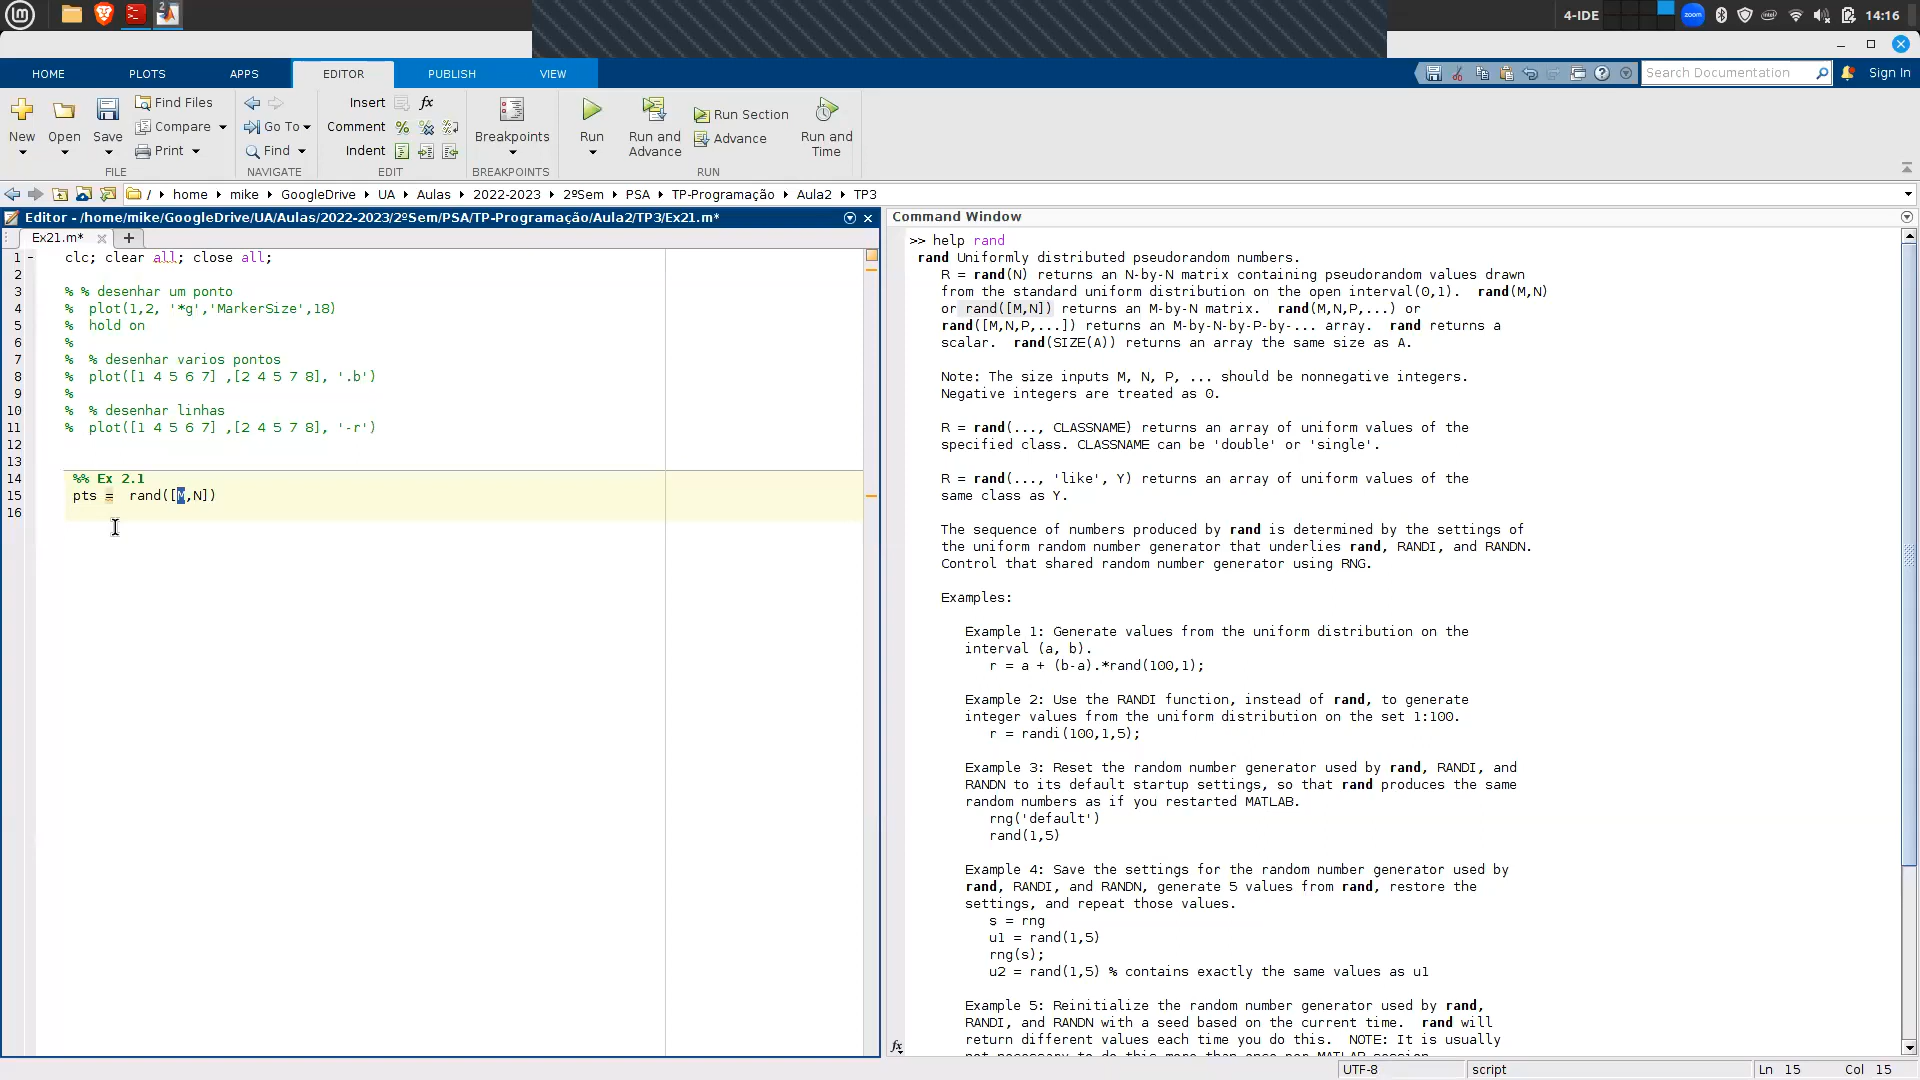 4-IDE
zoom
14:16
HOME
PLOTS
APPS
EDITOR
PUBLISH
VIEW
Search Documentation
Sign In
New
Open
Save
Find Files
Compare
Print
FILE
Go To
Find
NAVIGATE
Insert
fx
Comment
Indent
EDIT
Breakpoints
BREAKPOINTS
Run
Run and Advance
Run Section
Advance
Run and Time
RUN
/ home mike GoogleDrive UA Aulas 2022-2023 2ºSem PSA TP-Programação Aula2 TP3
Editor - /home/mike/GoogleDrive/UA/Aulas/2022-2023/2ºSem/PSA/TP-Programação/Aula2/TP3/Ex21.m*
Ex21.m*
1 - clc; clear all; close all;
2
3 % % desenhar um ponto
4 % plot(1,2, '*g','MarkerSize',18)
5 % hold on
6 %
7 % % desenhar varios pontos
8 % plot([1 4 5 6 7] ,[2 4 5 7 8], '.b')
9 %
10 % % desenhar linhas
11 % plot([1 4 5 6 7] ,[2 4 5 7 8], '-r')
12
13
14 %% Ex 2.1
15 pts = rand([M,N])
16
Command Window
>> help rand
rand Uniformly distributed pseudorandom numbers.
R = rand(N) returns an N-by-N matrix containing pseudorandom values drawn
from the standard uniform distribution on the open interval(0,1). rand(M,N)
or rand([M,N]) returns an M-by-N matrix. rand(M,N,P,...) or
rand([M,N,P,...]) returns an M-by-N-by-P-by-... array. rand returns a
scalar. rand(SIZE(A)) returns an array the same size as A.
Note: The size inputs M, N, P, ... should be nonnegative integers.
Negative integers are treated as 0.
R = rand(..., CLASSNAME) returns an array of uniform values of the
specified class. CLASSNAME can be 'double' or 'single'.
R = rand(..., 'like', Y) returns an array of uniform values of the
same class as Y.
The sequence of numbers produced by rand is determined by the settings of
the uniform random number generator that underlies rand, RANDI, and RANDN.
Control that shared random number generator using RNG.
Examples:
Example 1: Generate values from the uniform distribution on the
interval (a, b).
r = a + (b-a).*rand(100,1);
Example 2: Use the RANDI function, instead of rand, to generate
integer values from the uniform distribution on the set 1:100.
r = randi(100,1,5);
Example 3: Reset the random number generator used by rand, RANDI, and
RANDN to its default startup settings, so that rand produces the same
random numbers as if you restarted MATLAB.
rng('default')
rand(1,5)
Example 4: Save the settings for the random number generator used by
rand, RANDI, and RANDN, generate 5 values from rand, restore the
settings, and repeat those values.
s = rng
u1 = rand(1,5)
rng(s);
u2 = rand(1,5) % contains exactly the same values as u1
Example 5: Reinitialize the random number generator used by rand,
RANDI, and RANDN with a seed based on the current time. rand will
return different values each time you do this. NOTE: It is usually
not necessary to do this more than once per MATLAB session.
fx
UTF-8
script
Ln 15 Col 15